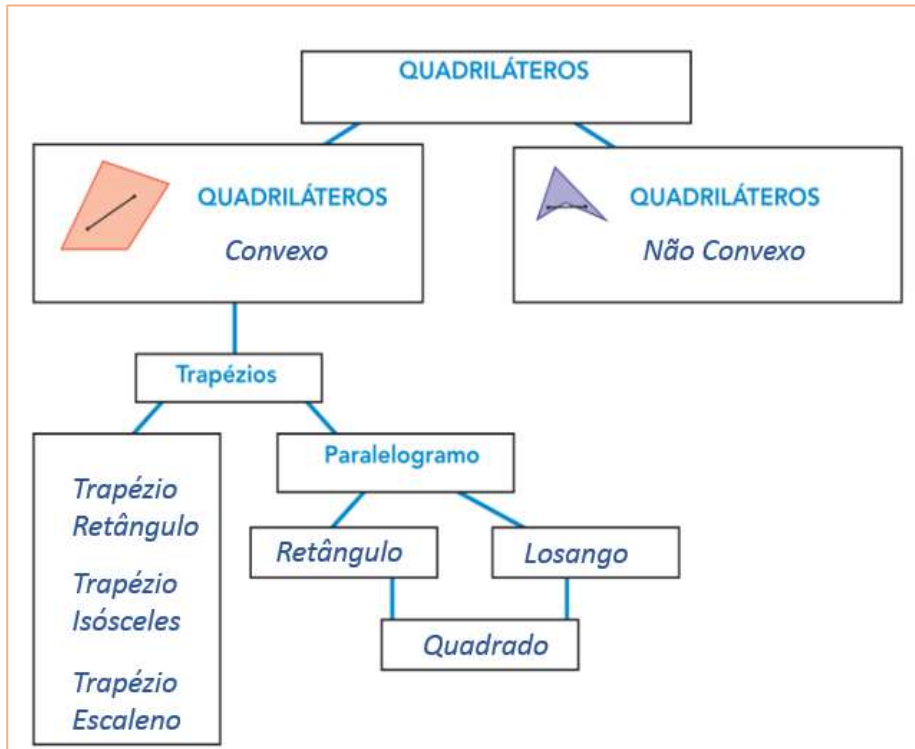 QUADRILÁTEROS
QUADRILÁTEROS
Convexo
QUADRILÁTEROS
Não Convexo
Trapézios
Trapézio
Retângulo
Trapézio
Isósceles
Trapézio
Escaleno
Paralelogramo
Retângulo
Losango
Quadrado